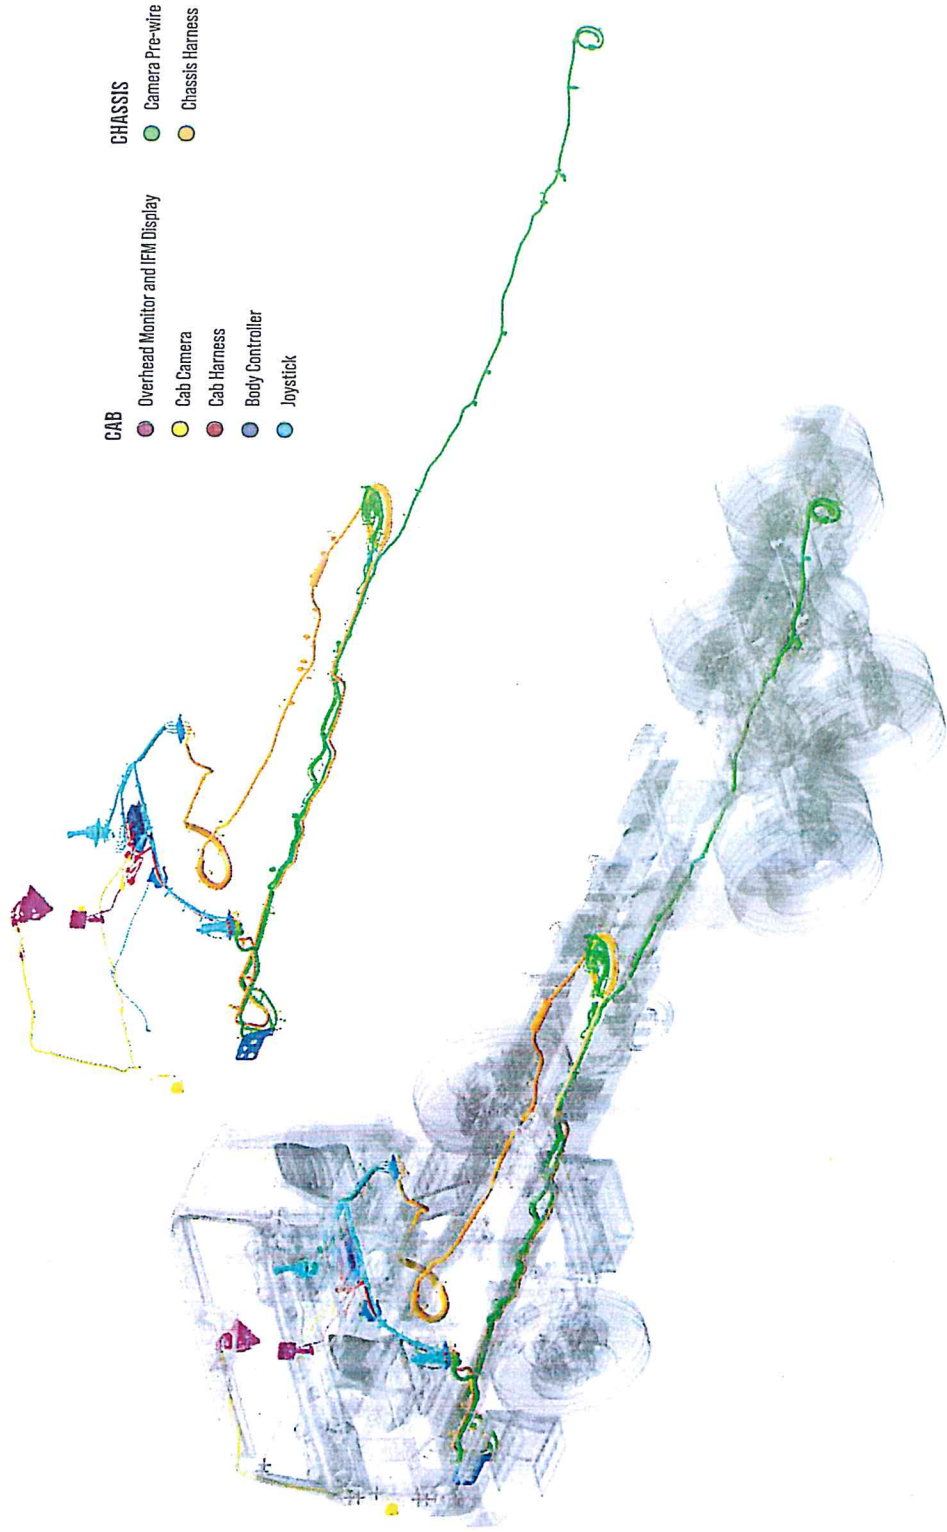 CAB
Overhead Monitor and IFM Display
Cab Camera
Cab Harness
Body Controller
Joystick
CHASSIS
Camera Pre-wire
Chassis Harness